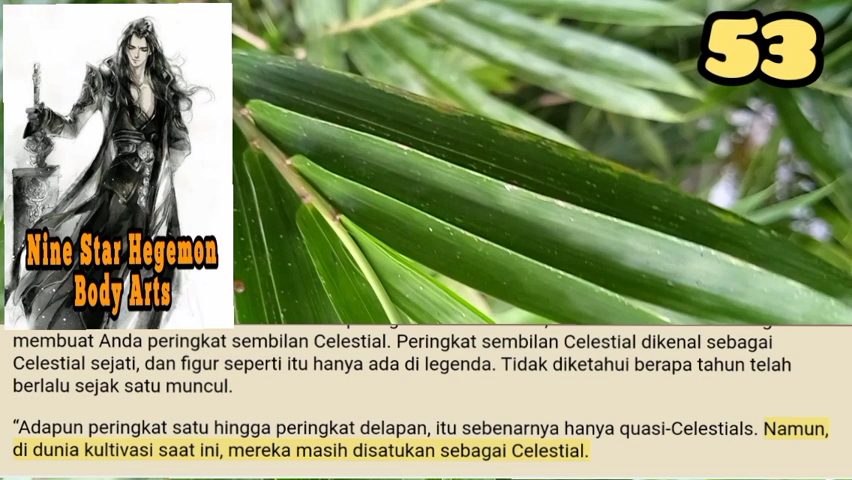 53
Nine Star Hegemon
Body Arts
membuat Anda peringkat sembilan Celestial. Peringkat sembilan Celestial dikenal sebagai
Celestial sejati, dan figur seperti itu hanya ada di legenda. Tidak diketahui berapa tahun telah
berlalu sejak satu muncul.
“Adapun peringkat satu hingga peringkat delapan, itu sebenarnya hanya quasi-Celestials. Namun,
di dunia kultivasi saat ini, mereka masih disatukan sebagai Celestial.